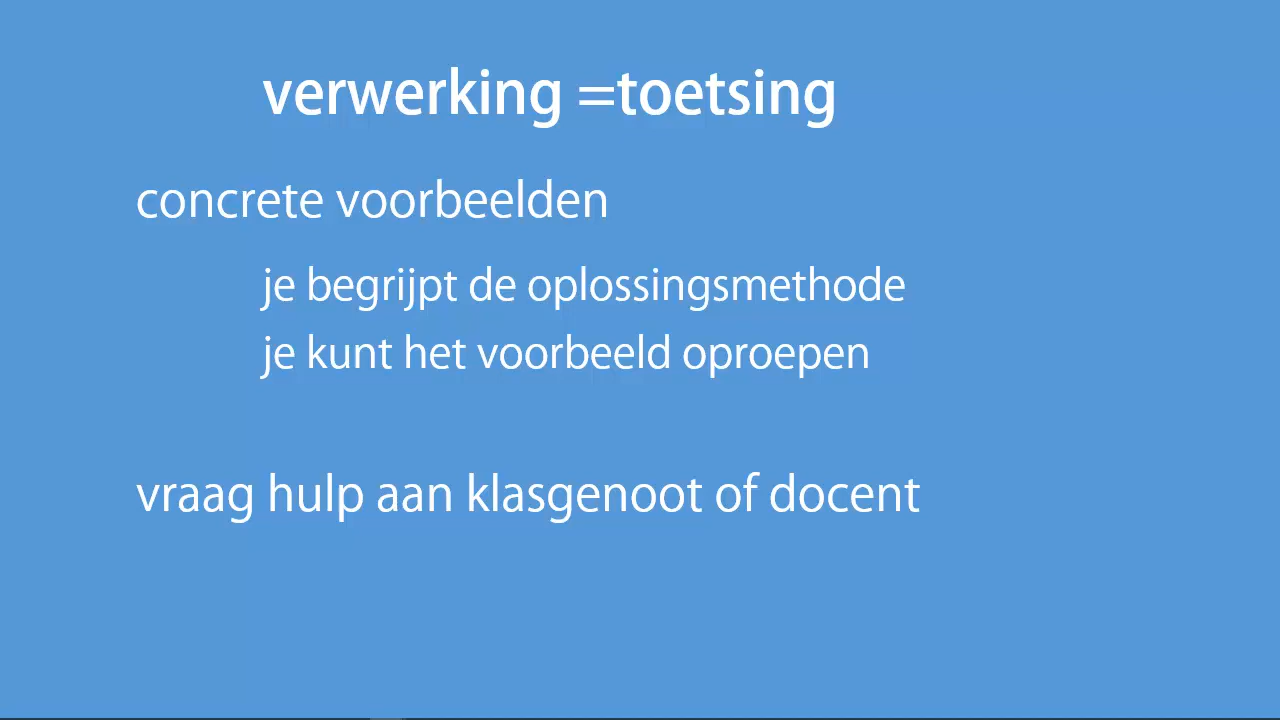 verwerking =toetsing
concrete voorbeelden
je begrijpt de oplossingsmethode
je kunt het voorbeeld oproepen
vraag hulp aan klasgenoot of docent